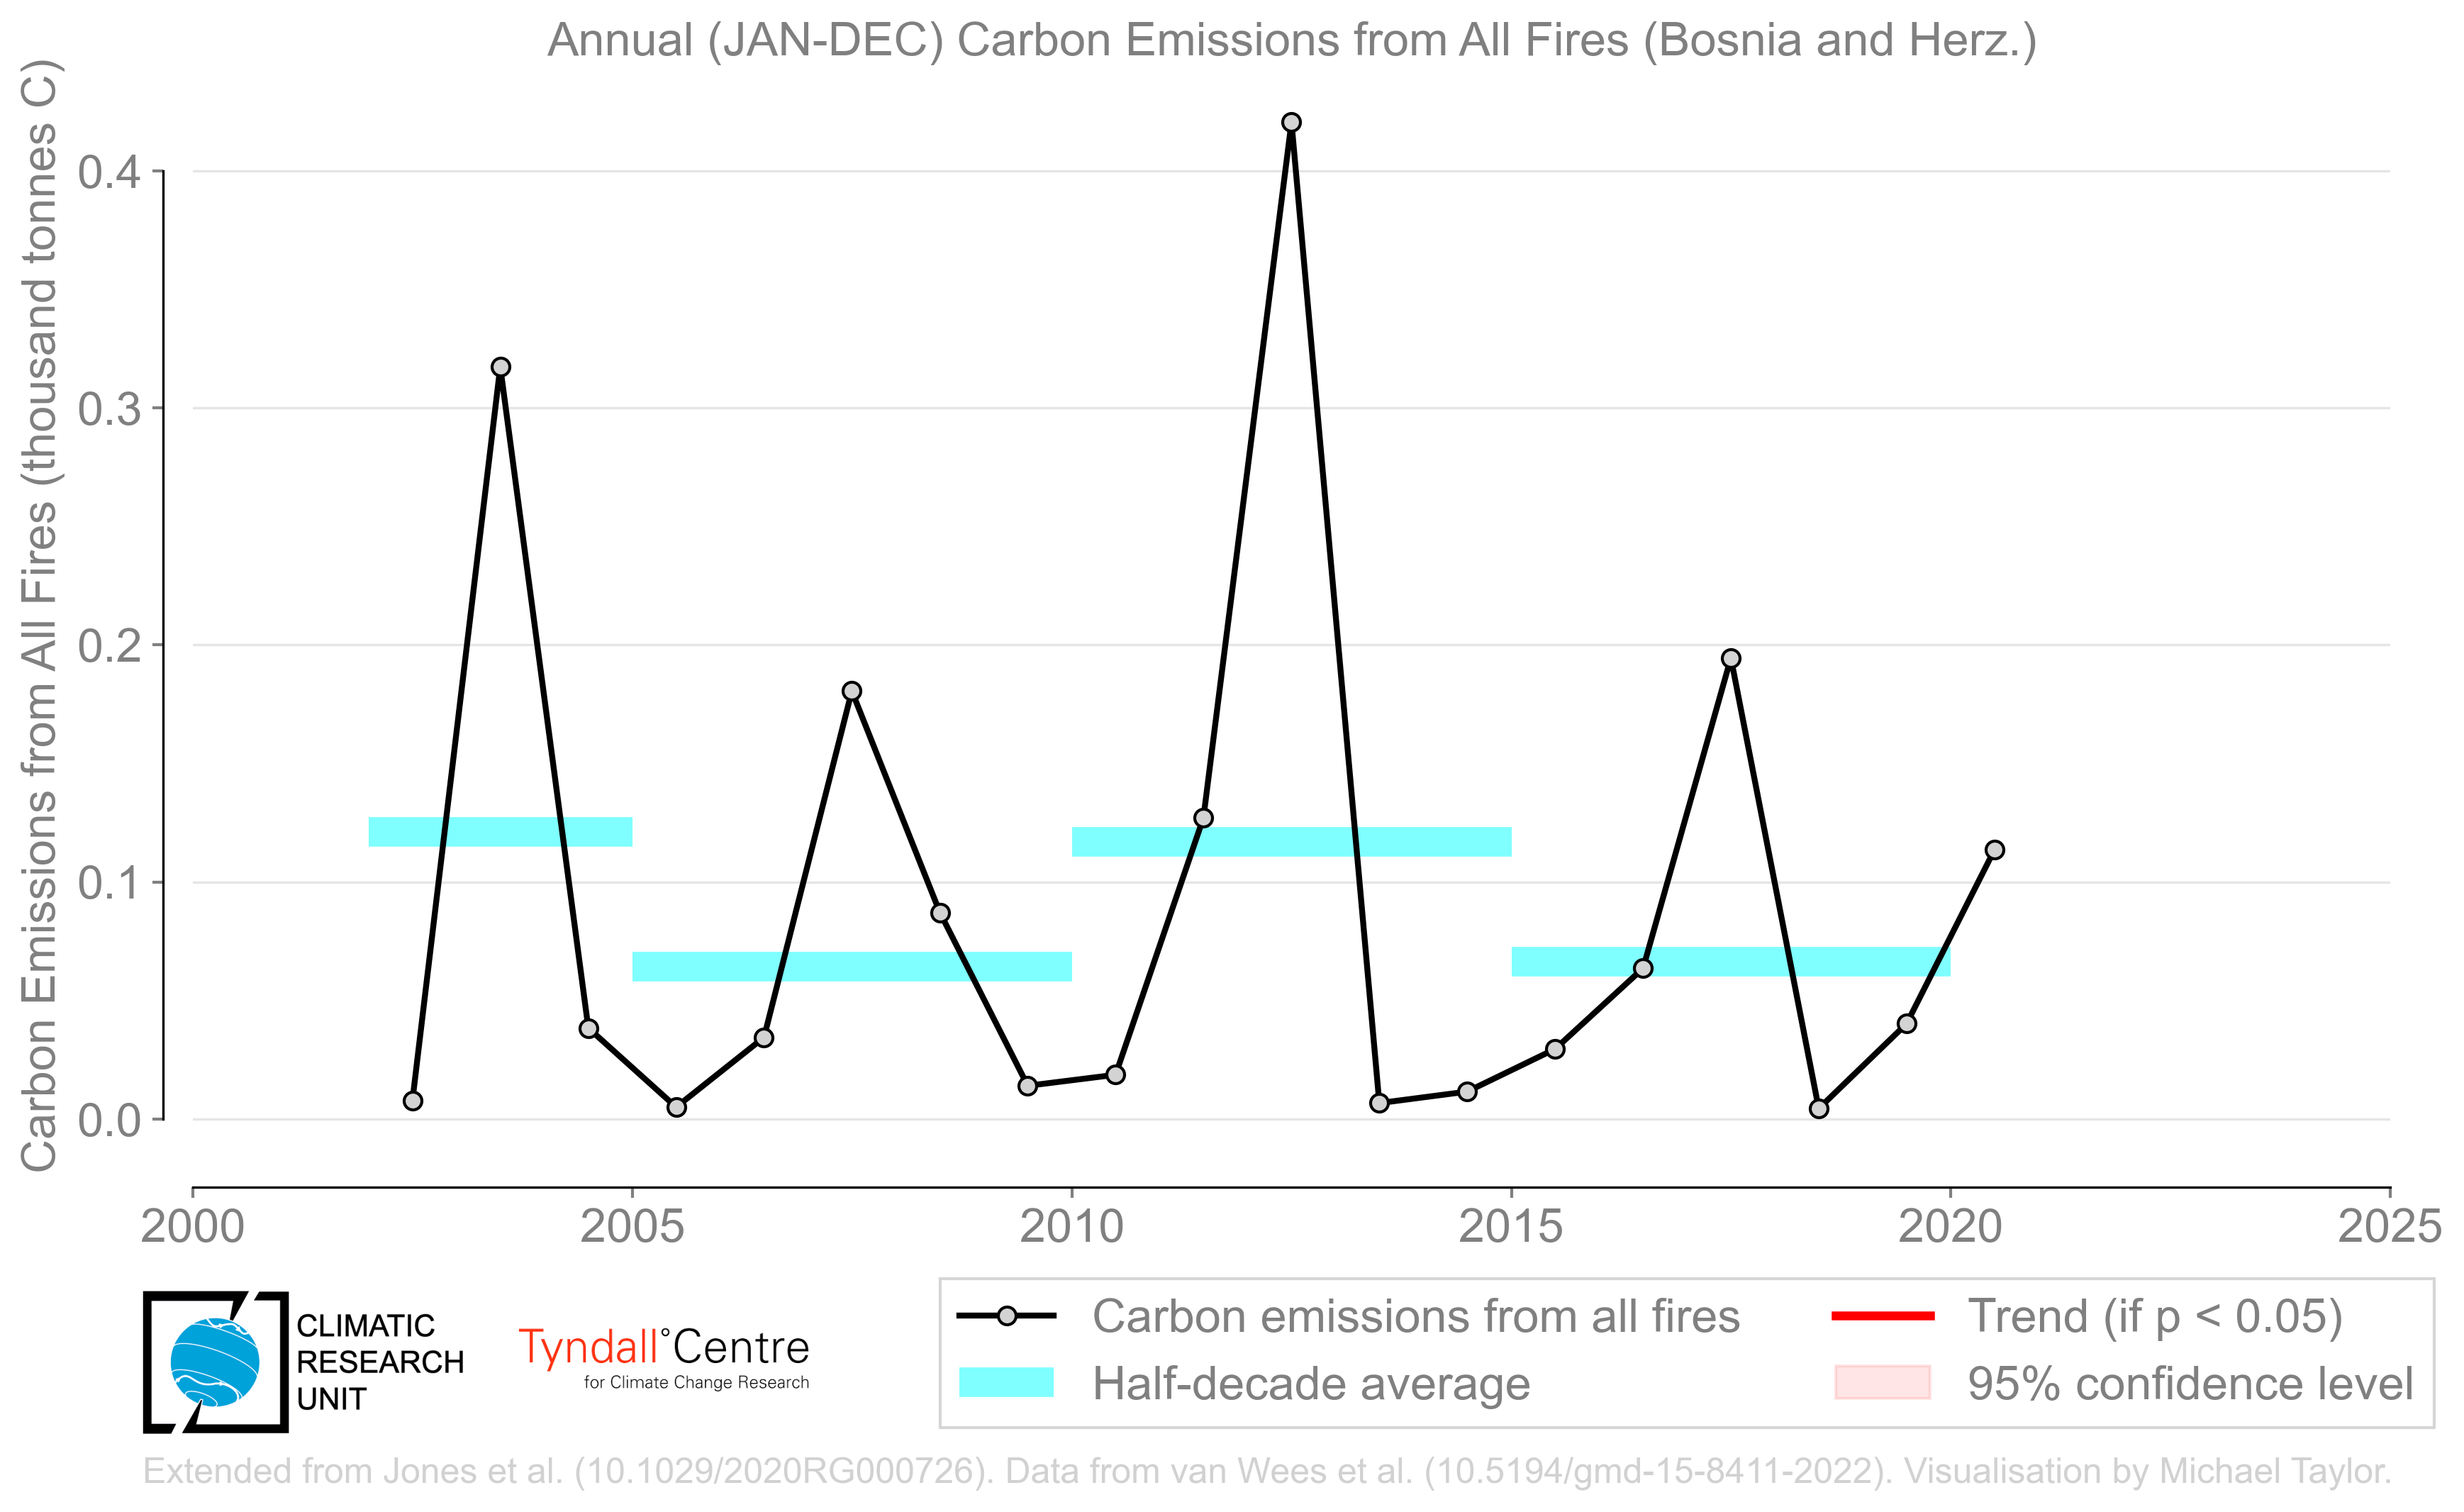 Annual (JAN-DEC) Carbon Emissions from All Fires (Bosnia and Herz.)
Carbon Emissions from All Fires (thousand tonnes C)
0.4
0.3
0.2
0.1
0.0
2000 2005 2010 2015 2020 2025
CLIMATIC
RESEARCH
UNIT
Tyndall°Centre
for Climate Change Research
Carbon emissions from all fires
Half-decade average
Trend (if p < 0.05)
95% confidence level
Extended from Jones et al. (10.1029/2020RG000726). Data from van Wees et al. (10.5194/gmd-15-8411-2022). Visualisation by Michael Taylor.